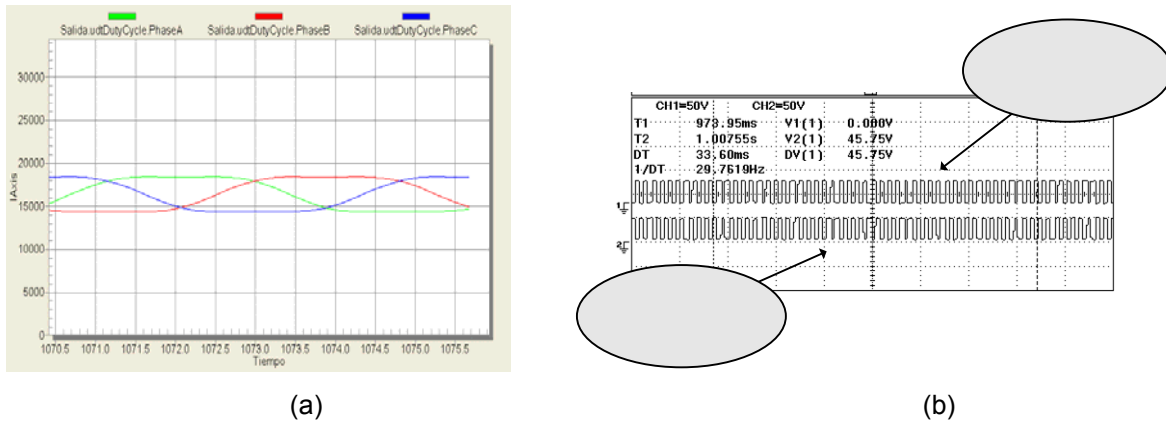 Salida.udtDutyCycle.PhaseA Salida.udtDutyCycle.PhaseB Salida.udtDutyCycle.PhaseC
30000
25000
20000
15000
10000
5000
0
IAxis
1070.5 1071.0 1071.5 1072.0 1072.5 1073.0 1073.5 1074.0 1074.5 1075.0 1075.5
Tiempo
(a)
CH1=50V CH2=50V
T1 973.95ms V1(1) 0.000V
T2 1.00755s V2(1) 45.75V
DT 33.60ms DV(1) 45.75V
1/DT 29.7619Hz
1
2
(b)